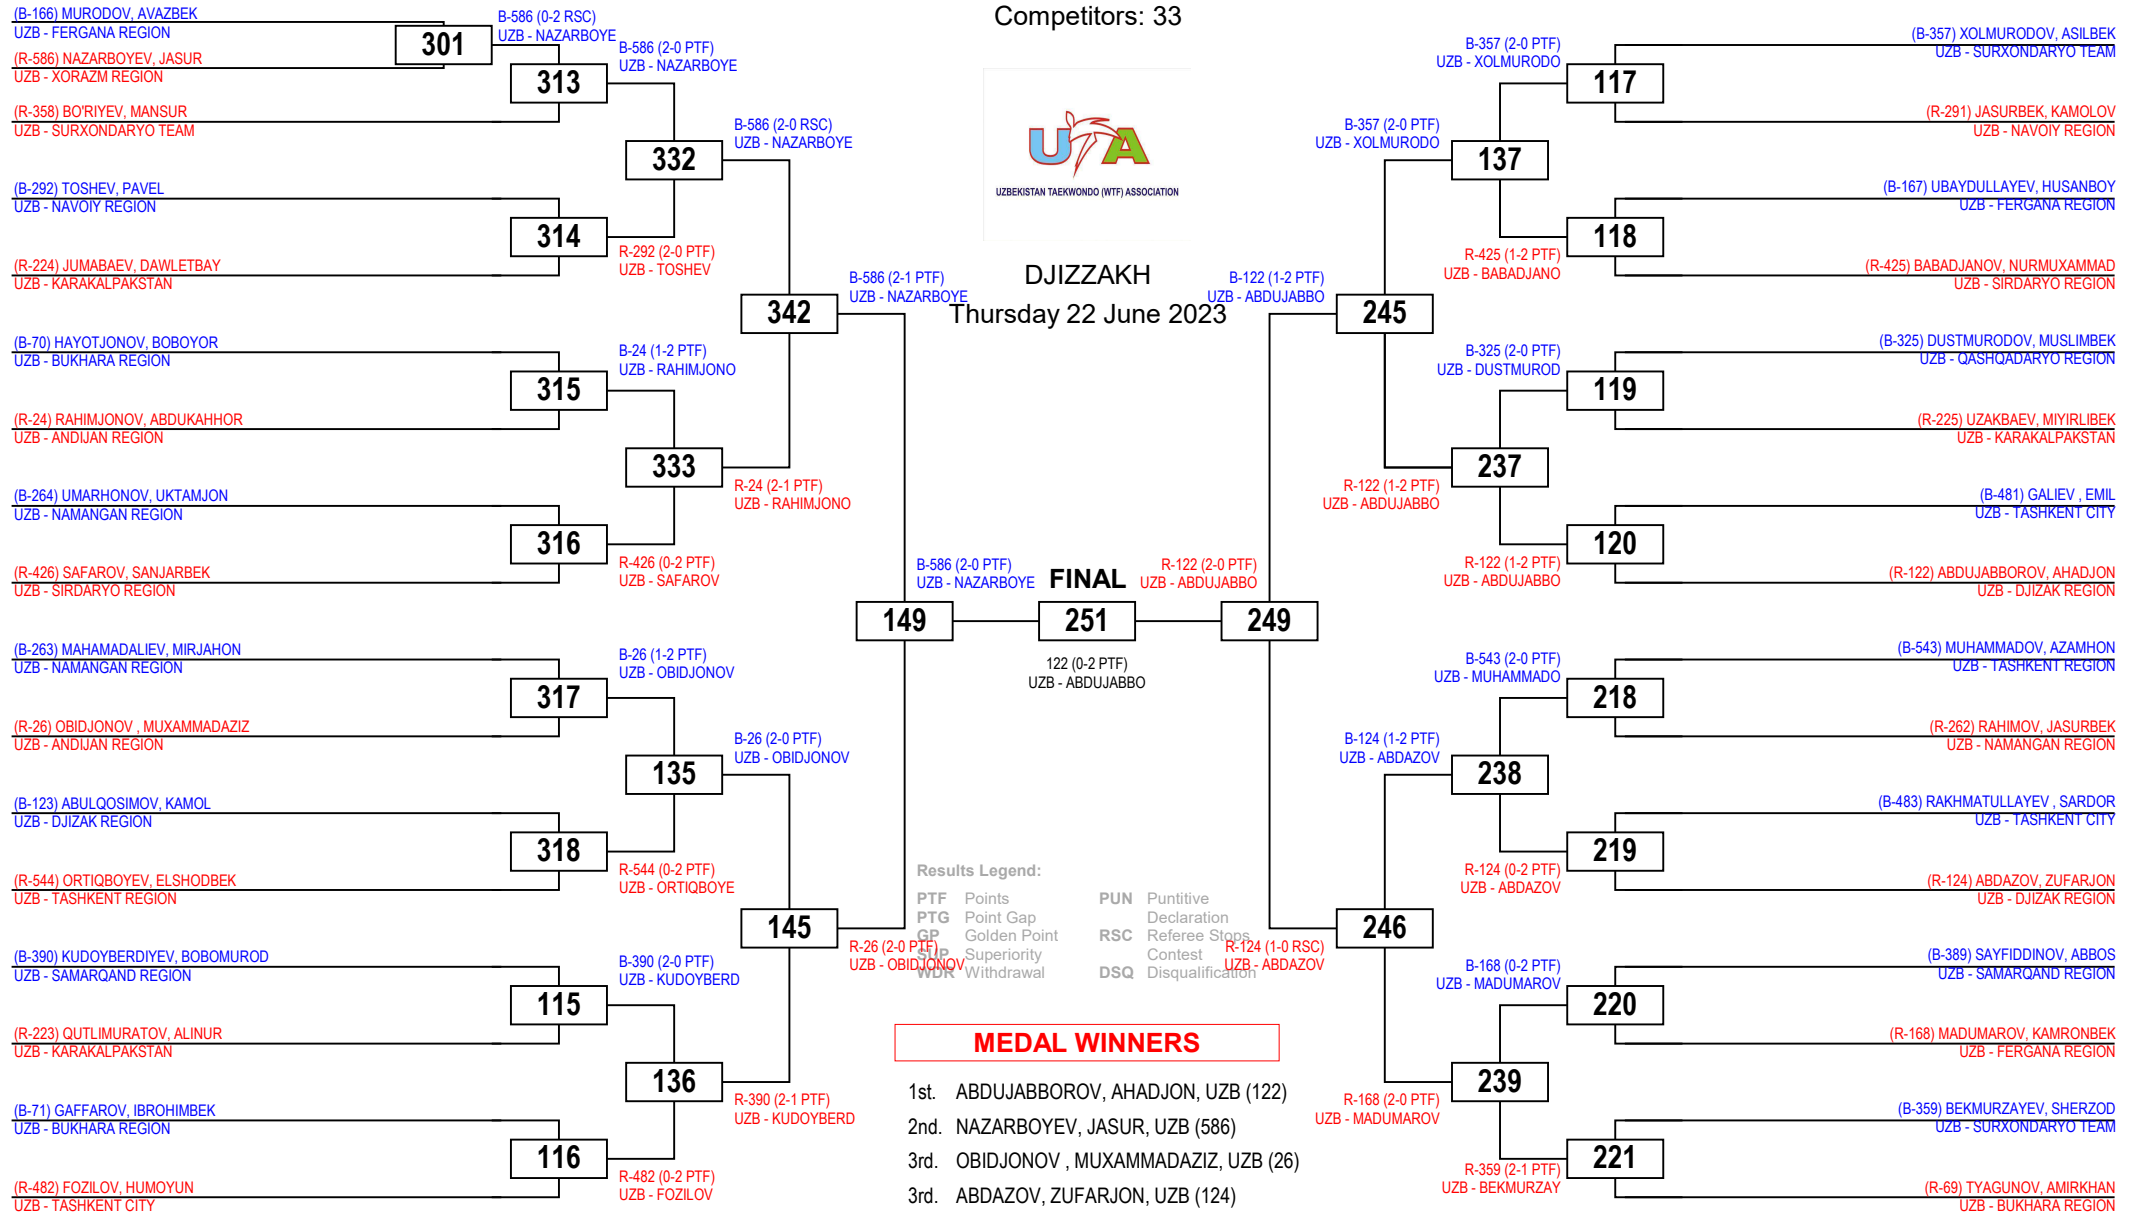 Competitors: 33
UTA
UZBEKISTAN TAEKWONDO (WTF) ASSOCIATION
DJIZZAKH
Thursday 22 June 2023
(B-166) MURODOV, AVAZBEK
UZB - FERGANA REGION
(R-586) NAZARBOYEV, JASUR
UZB - XORAZM REGION
(R-358) BO'RIYEV, MANSUR
UZB - SURXONDARYO TEAM
(B-292) TOSHEV, PAVEL
UZB - NAVOIY REGION
(R-224) JUMABAEV, DAWLETBAY
UZB - KARAKALPAKSTAN
(B-70) HAYOTJONOV, BOBOYOR
UZB - BUKHARA REGION
(R-24) RAHIMJONOV, ABDUKAHHOR
UZB - ANDIJAN REGION
(B-264) UMARHONOV, UKTAMJON
UZB - NAMANGAN REGION
(R-426) SAFAROV, SANJARBEK
UZB - SIRDARYO REGION
(B-263) MAHAMADALIEV, MIRJAHON
UZB - NAMANGAN REGION
(R-26) OBIDJONOV , MUXAMMADAZIZ
UZB - ANDIJAN REGION
(B-123) ABULQOSIMOV, KAMOL
UZB - DJIZAK REGION
(R-544) ORTIQBOYEV, ELSHODBEK
UZB - TASHKENT REGION
(B-390) KUDOYBERDIYEV, BOBOMUROD
UZB - SAMARQAND REGION
(R-223) QUTLIMURATOV, ALINUR
UZB - KARAKALPAKSTAN
(B-71) GAFFAROV, IBROHIMBEK
UZB - BUKHARA REGION
(R-482) FOZILOV, HUMOYUN
UZB - TASHKENT CITY
301
B-586 (0-2 RSC)
UZB - NAZARBOYE
313
314
315
316
317
318
115
116
B-586 (2-0 PTF)
UZB - NAZARBOYE
R-292 (2-0 PTF)
UZB - TOSHEV
B-24 (1-2 PTF)
UZB - RAHIMJONO
R-426 (0-2 PTF)
UZB - SAFAROV
B-26 (1-2 PTF)
UZB - OBIDJONOV
R-544 (0-2 PTF)
UZB - ORTIQBOYE
B-390 (2-0 PTF)
UZB - KUDOYBERD
R-482 (0-2 PTF)
UZB - FOZILOV
332
333
135
136
B-586 (2-0 RSC)
UZB - NAZARBOYE
R-24 (2-1 PTF)
UZB - RAHIMJONO
B-26 (2-0 PTF)
UZB - OBIDJONOV
R-390 (2-1 PTF)
UZB - KUDOYBERD
342
145
B-586 (2-1 PTF)
UZB - NAZARBOYE
R-26 (2-0 PTF)
UZB - OBIDJONOV
149
B-586 (2-0 PTF)
UZB - NAZARBOYE
FINAL
251
122 (0-2 PTF)
UZB - ABDUJABBO
R-122 (2-0 PTF)
UZB - ABDUJABBO
249
B-122 (1-2 PTF)
UZB - ABDUJABBO
R-124 (1-0 RSC)
UZB - ABDAZOV
245
246
B-357 (2-0 PTF)
UZB - XOLMURODO
R-122 (1-2 PTF)
UZB - ABDUJABBO
B-124 (1-2 PTF)
UZB - ABDAZOV
R-168 (2-0 PTF)
UZB - MADUMAROV
137
237
238
239
B-357 (2-0 PTF)
UZB - XOLMURODO
R-425 (1-2 PTF)
UZB - BABADJANO
B-325 (2-0 PTF)
UZB - DUSTMUROD
R-122 (1-2 PTF)
UZB - ABDUJABBO
B-543 (2-0 PTF)
UZB - MUHAMMADO
R-124 (0-2 PTF)
UZB - ABDAZOV
B-168 (0-2 PTF)
UZB - MADUMAROV
R-359 (2-1 PTF)
UZB - BEKMURZAY
117
118
119
120
218
219
220
221
(B-357) XOLMURODOV, ASILBEK
UZB - SURXONDARYO TEAM
(R-291) JASURBEK, KAMOLOV
UZB - NAVOIY REGION
(B-167) UBAYDULLAYEV, HUSANBOY
UZB - FERGANA REGION
(R-425) BABADJANOV, NURMUXAMMAD
UZB - SIRDARYO REGION
(B-325) DUSTMURODOV, MUSLIMBEK
UZB - QASHQADARYO REGION
(R-225) UZAKBAEV, MIYIRLIBEK
UZB - KARAKALPAKSTAN
(B-481) GALIEV , EMIL
UZB - TASHKENT CITY
(R-122) ABDUJABBOROV, AHADJON
UZB - DJIZAK REGION
(B-543) MUHAMMADOV, AZAMHON
UZB - TASHKENT REGION
(R-262) RAHIMOV, JASURBEK
UZB - NAMANGAN REGION
(B-483) RAKHMATULLAYEV , SARDOR
UZB - TASHKENT CITY
(R-124) ABDAZOV, ZUFARJON
UZB - DJIZAK REGION
(B-389) SAYFIDDINOV, ABBOS
UZB - SAMARQAND REGION
(R-168) MADUMAROV, KAMRONBEK
UZB - FERGANA REGION
(B-359) BEKMURZAYEV, SHERZOD
UZB - SURXONDARYO TEAM
(R-69) TYAGUNOV, AMIRKHAN
UZB - BUKHARA REGION
Results Legend:
PTF Points
PTG Point Gap
GP Golden Point
SUP Superiority
WDR Withdrawal
PUN Puntitive
Declaration
RSC Referee Stops
Contest
DSQ Disqualification
MEDAL WINNERS
1st. ABDUJABBOROV, AHADJON, UZB (122)
2nd. NAZARBOYEV, JASUR, UZB (586)
3rd. OBIDJONOV , MUXAMMADAZIZ, UZB (26)
3rd. ABDAZOV, ZUFARJON, UZB (124)